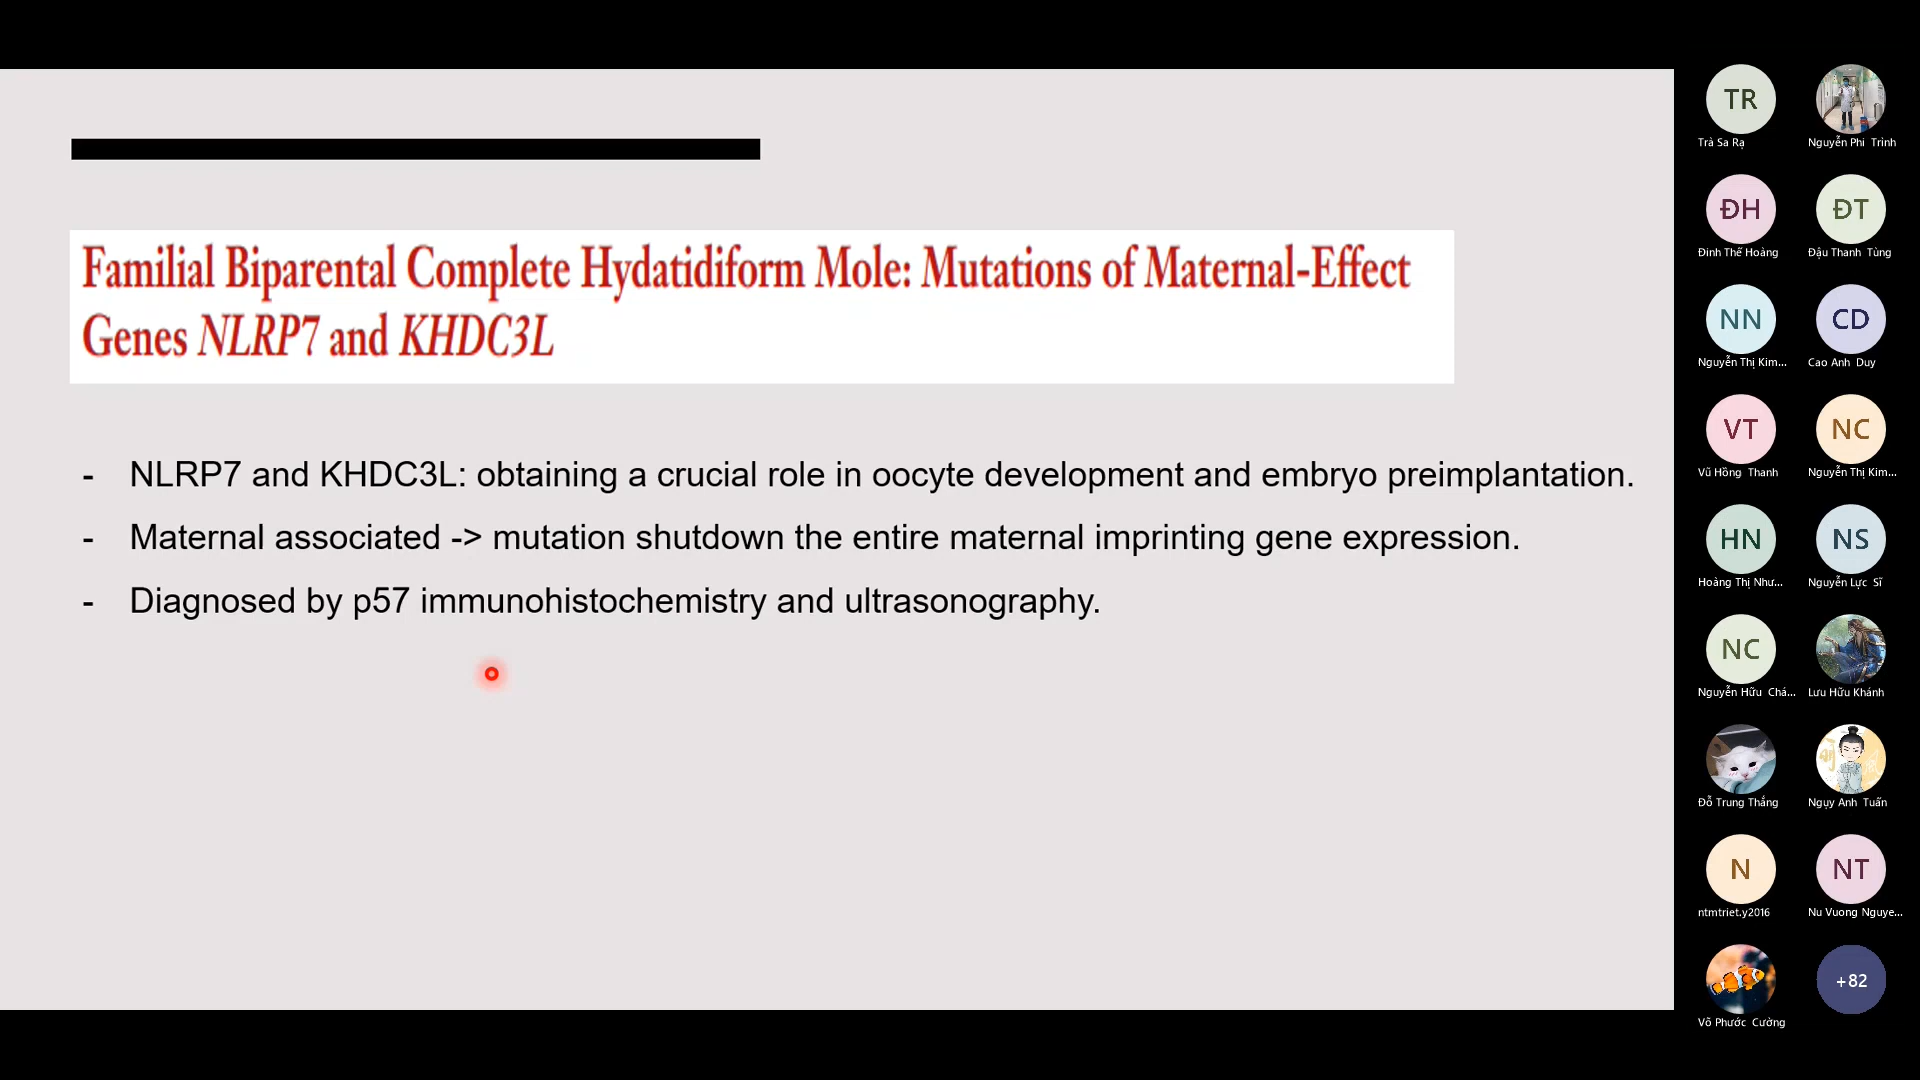 Familial Biparental Complete Hydatidiform Mole: Mutations of Maternal-Effect
Genes NLRP7 and KHDC3L
- NLRP7 and KHDC3L: obtaining a crucial role in oocyte development and embryo preimplantation.
- Maternal associated -> mutation shutdown the entire maternal imprinting gene expression.
- Diagnosed by p57 immunohistochemistry and ultrasonography.
TR
Trà Sa Rạ
Nguyễn Phi Trình
ĐH
Đinh Thế Hoàng
ĐT
Đậu Thanh Tùng
NN
Nguyễn Thị Kim...
CD
Cao Anh Duy
VT
Vũ Hồng Thanh
NC
Nguyễn Thị Kim...
HN
Hoàng Thị Như...
NS
Nguyễn Lực Sĩ
NC
Nguyễn Hữu Chá...
Lưu Hữu Khánh
Đỗ Trung Thắng
Ngụy Anh Tuấn
N
ntmtriet.y2016
NT
Nu Vuong Nguye...
Võ Phước Cường
+82